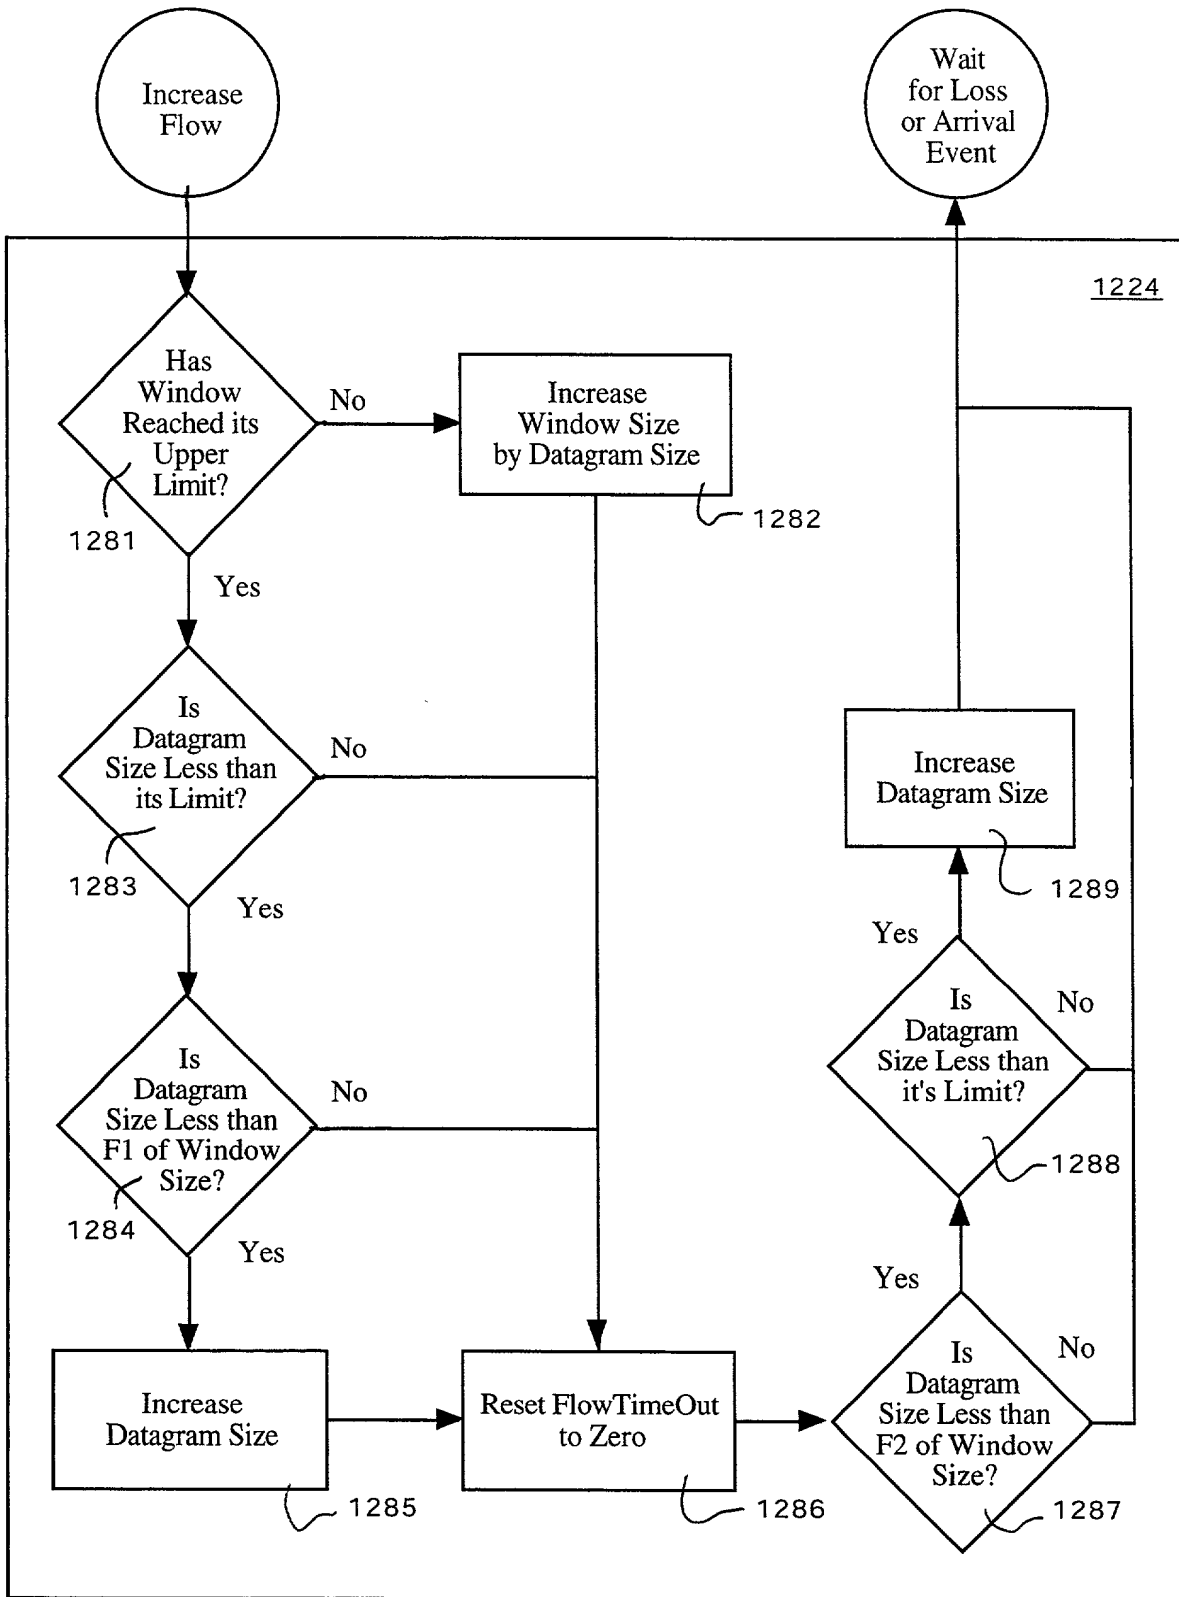 Increase
Flow
Wait
for Loss
or Arrival
Event
1224
Has
Window
Reached its
Upper
Limit?
1281
No
Increase
Window Size
by Datagram Size
1282
Yes
Is
Datagram
Size Less than
its Limit?
1283
No
Yes
Is
Datagram
Size Less than
F1 of Window
Size?
1284
No
Yes
Increase
Datagram Size
1285
Reset FlowTimeOut
to Zero
1286
Is
Datagram
Size Less than
F2 of Window
Size?
1287
No
Yes
Is
Datagram
Size Less than
it's Limit?
1288
No
Yes
Increase
Datagram Size
1289